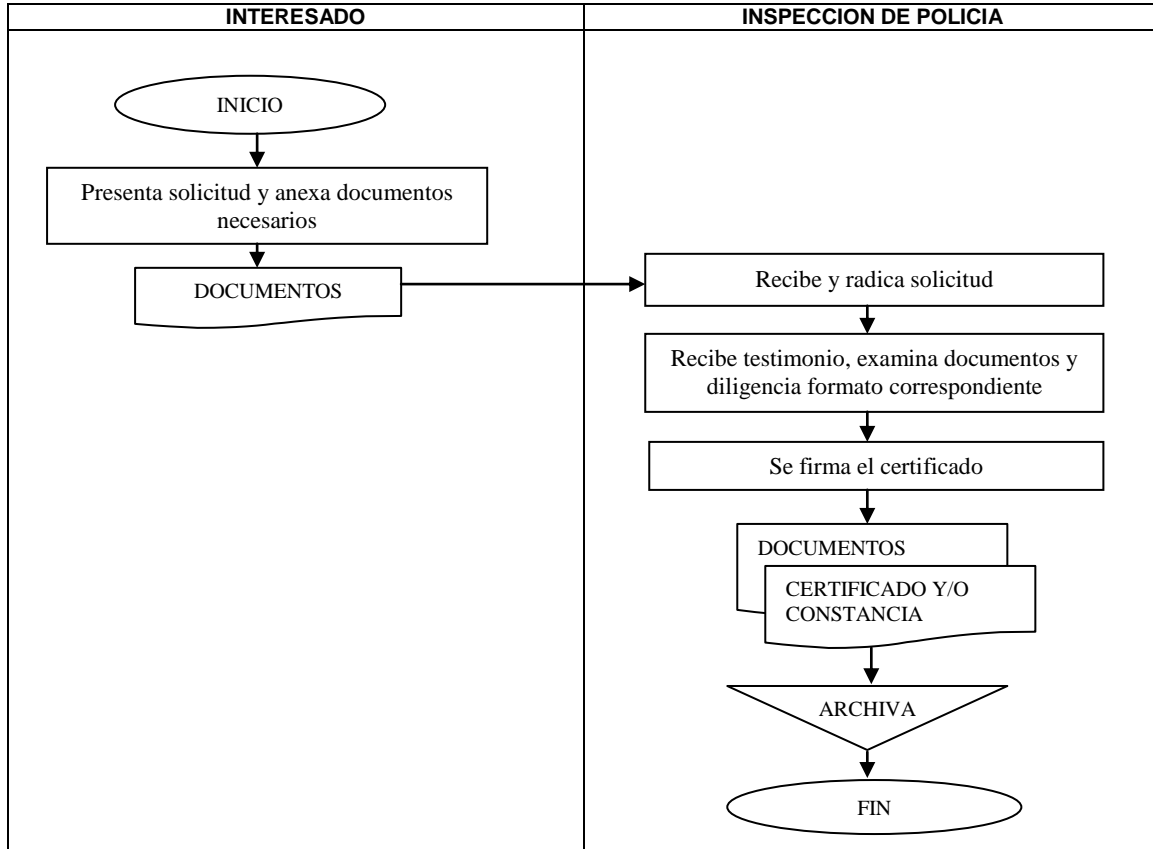 INTERESADO
INSPECCION DE POLICIA
INICIO
Presenta solicitud y anexa documentos
necesarios
DOCUMENTOS
Recibe y radica solicitud
Recibe testimonio, examina documentos y
diligencia formato correspondiente
Se firma el certificado
DOCUMENTOS
CERTIFICADO Y/O
CONSTANCIA
ARCHIVA
FIN